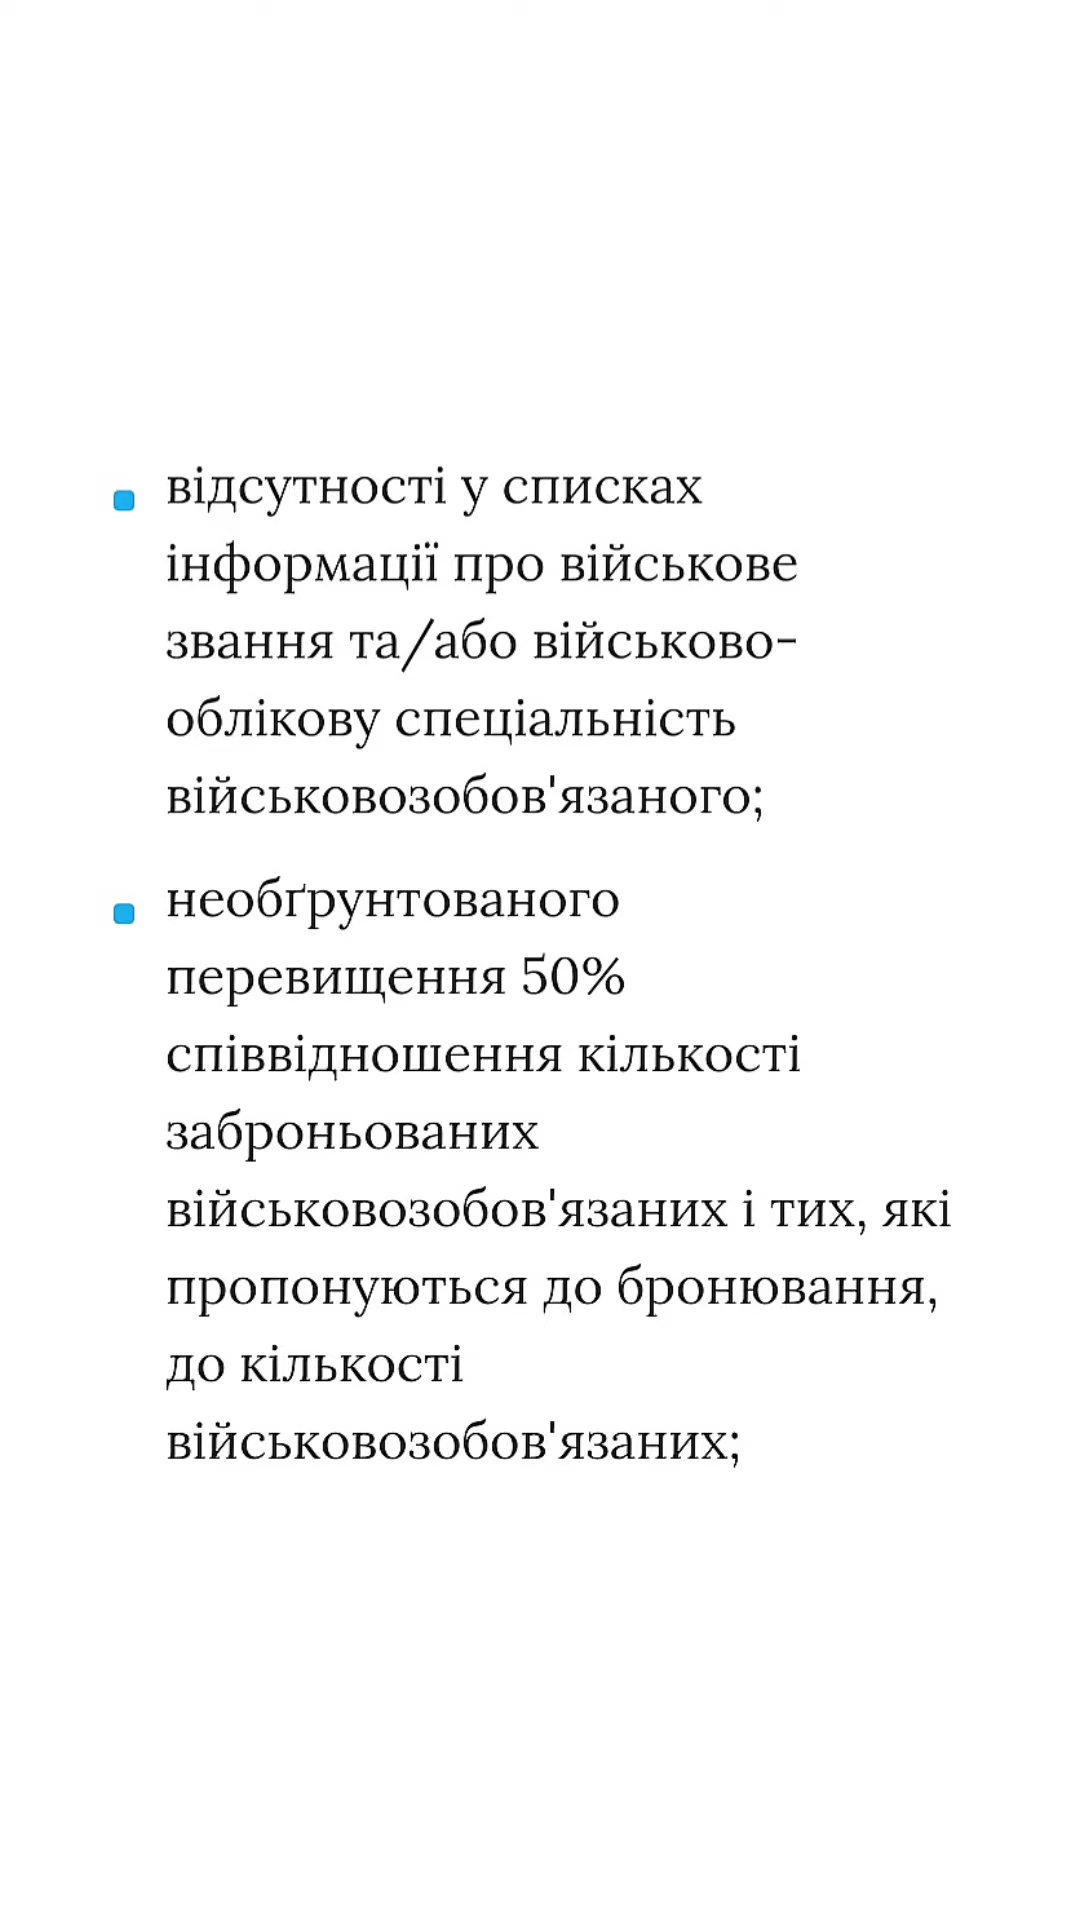 відсутності у списках
інформації про військове
звання та/або військово-
облікову спеціальність
військовозобов'язаного;
необґрунтованого
перевищення 50%
співвідношення кількості
заброньованих
військовозобов'язаних і тих, які
пропонуються до бронювання,
до кількості
військовозобов'язаних;